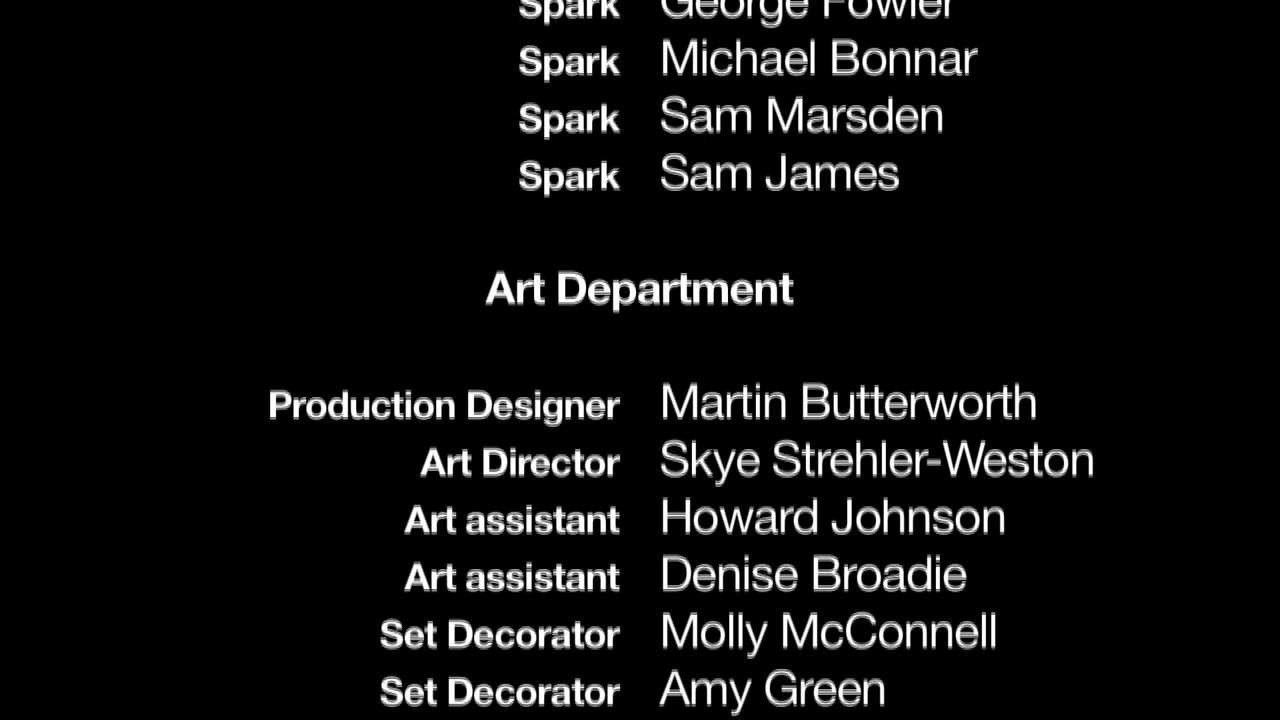 Spark George Fowler
Spark Michael Bonnar
Spark Sam Marsden
Spark Sam James
Art Department
Production Designer Martin Butterworth
Art Director Skye Strehler-Weston
Art assistant Howard Johnson
Art assistant Denise Broadie
Set Decorator Molly McConnell
Set Decorator Amy Green